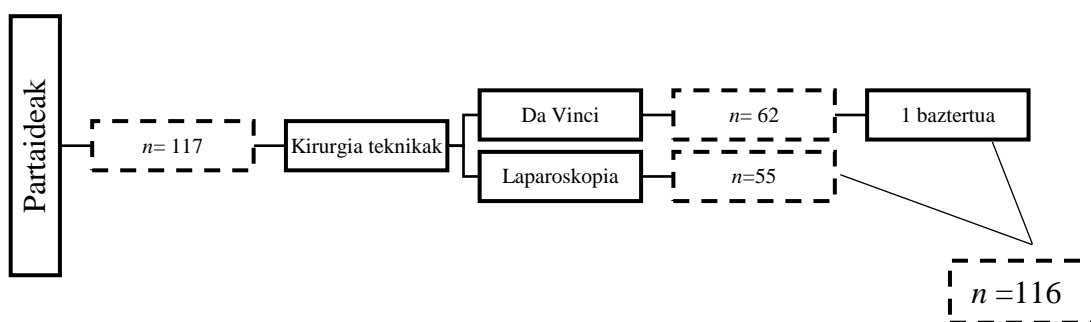 Partaideak
n= 117
Kirurgia teknikak
Da Vinci
n= 62
1 baztertua
Laparoskopia
n=55
n =116